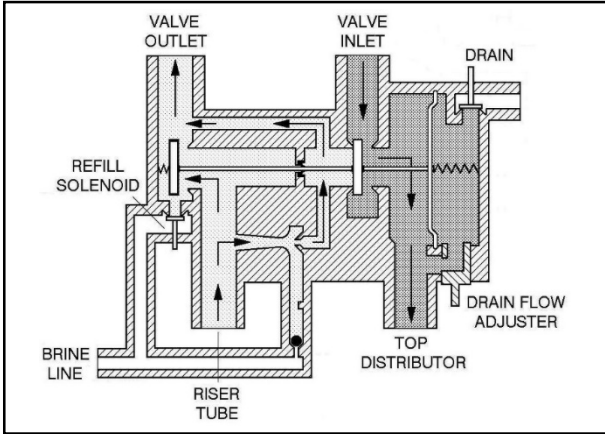 VALVE
OUTLET
VALVE
INLET
DRAIN
REFILL
SOLENOID
DRAIN FLOW
ADJUSTER
BRINE
LINE
RISER
TUBE
TOP
DISTRIBUTOR